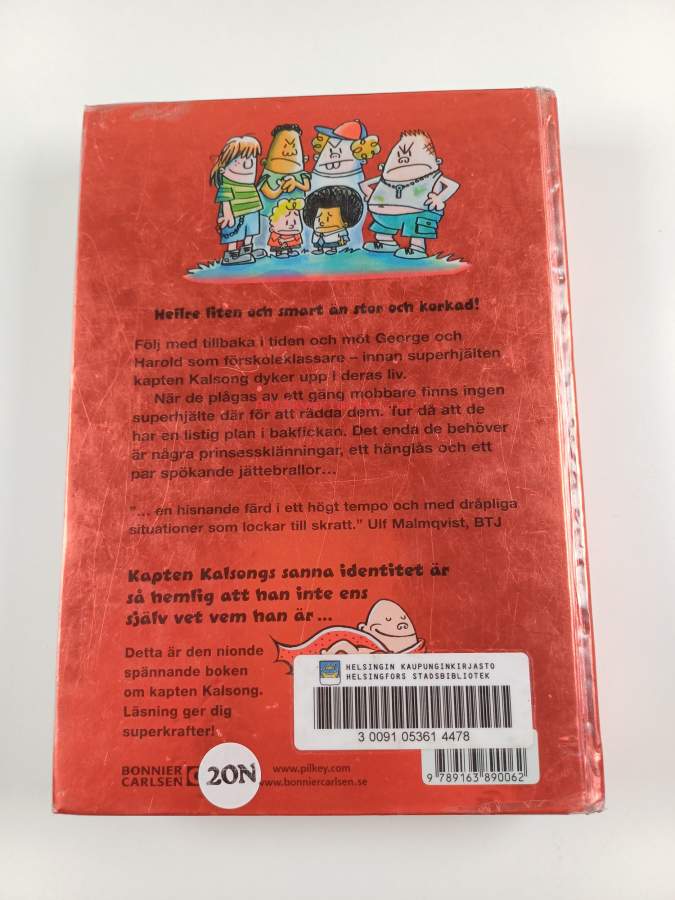 Hellre liten och smart än stor och korkad!
Följ med tillbaka i tiden och möt George och
Harold som förskoleklassare – innan superhjälten
kapten Kalsong dyker upp i deras liv.
När de plågas av ett gäng mobbare finns ingen
superhjälte där för att rädda dem. Tur då att de
har en listig plan i bakfickan. Det enda de behöver
är några prinsessklänningar, ett hänglås och ett
par spökande jättebrallor...
”... en hisnande färd i ett högt tempo och med dråpliga
situationer som lockar till skratt.” Ulf Malmqvist, BTJ
Kapten Kalsongs sanna identitet är
så hemlig att han inte ens
själv vet vem han är ...
Detta är den nionde
spännande boken
om kapten Kalsong.
Läsning ger dig
superkrafter!
HELSINGIN KAUPUNGINKIRJASTO
HELSINGFORS STADSBIBLIOTEK
3 0091 05361 4478
BONNIER
CARLSEN
20N
www.pilkey.com
www.bonniercarlsen.se
9 789163 890062